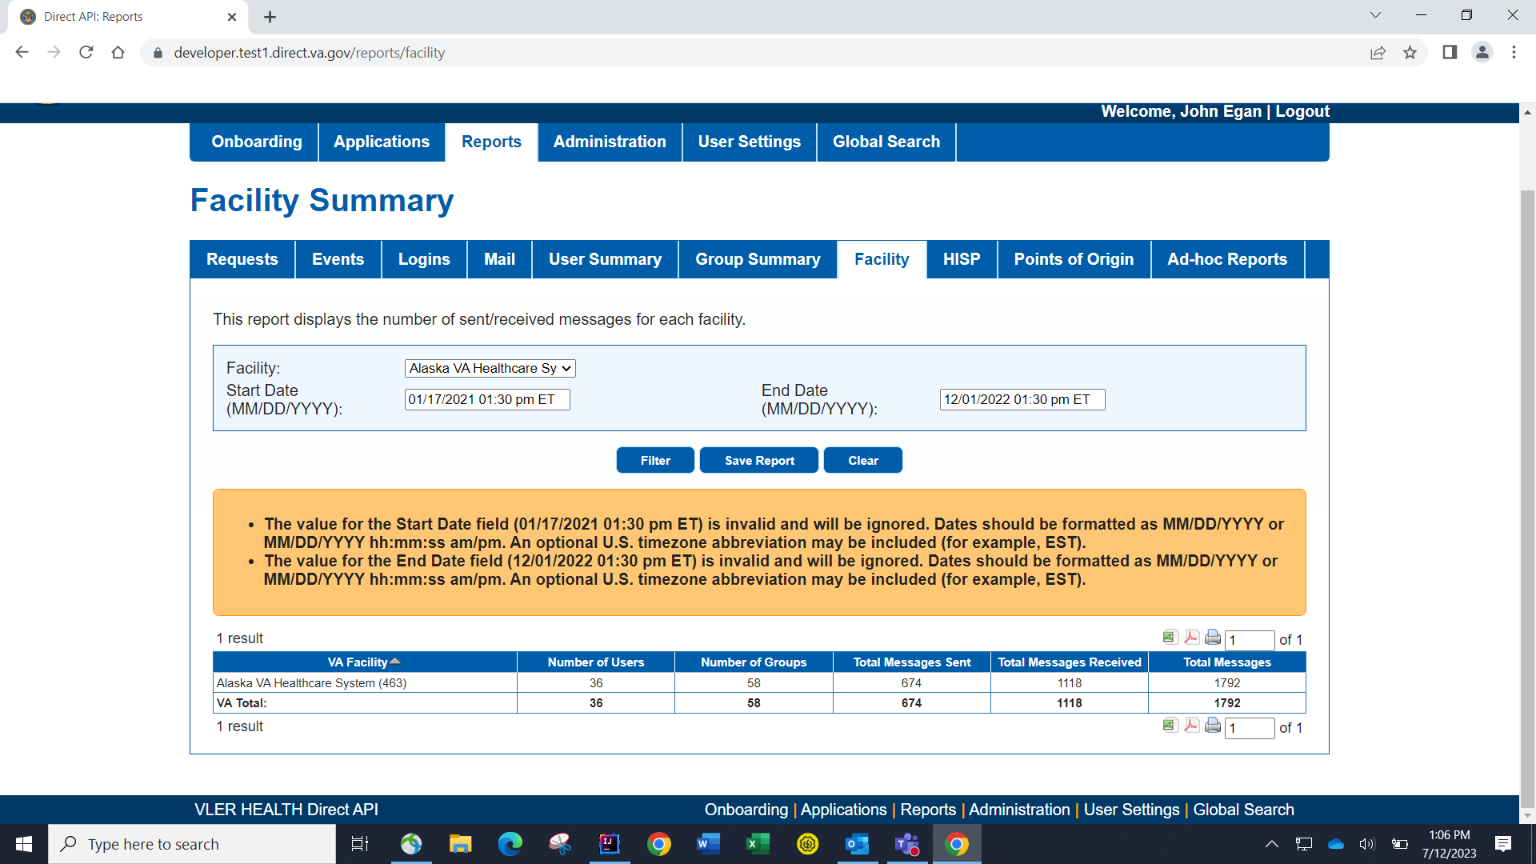 Direct API: Reports
developer.test1.direct.va.gov/reports/facility
Welcome, John Egan | Logout
Onboarding Applications Reports Administration User Settings Global Search
Facility Summary
Requests Events Logins Mail User Summary Group Summary Facility HISP Points of Origin Ad-hoc Reports
This report displays the number of sent/received messages for each facility.
Facility: Alaska VA Healthcare Sy
Start Date (MM/DD/YYYY): 01/17/2021 01:30 pm ET End Date (MM/DD/YYYY): 12/01/2022 01:30 pm ET
Filter Save Report Clear
• The value for the Start Date field (01/17/2021 01:30 pm ET) is invalid and will be ignored. Dates should be formatted as MM/DD/YYYY or
MM/DD/YYYY hh:mm:ss am/pm. An optional U.S. timezone abbreviation may be included (for example, EST).
• The value for the End Date field (12/01/2022 01:30 pm ET) is invalid and will be ignored. Dates should be formatted as MM/DD/YYYY or
MM/DD/YYYY hh:mm:ss am/pm. An optional U.S. timezone abbreviation may be included (for example, EST).
1 result 1 of 1
VA Facility Number of Users Number of Groups Total Messages Sent Total Messages Received Total Messages
Alaska VA Healthcare System (463) 36 58 674 1118 1792
VA Total: 36 58 674 1118 1792
1 result 1 of 1
VLER HEALTH Direct API Onboarding | Applications | Reports | Administration | User Settings | Global Search
Type here to search
1:06 PM
7/12/2023